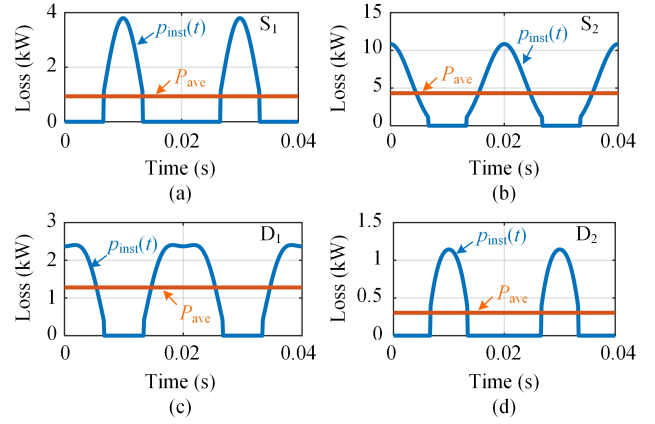 S1
Loss (kW)
4
2
0
pinst(t)
Pave
0
0.02
0.04
Time (s)
(a)
S2
Loss (kW)
15
10
5
0
pinst(t)
Pave
0
0.02
0.04
Time (s)
(b)
D1
Loss (kW)
3
2
1
0
pinst(t)
Pave
0
0.02
0.04
Time (s)
(c)
D2
Loss (kW)
1.5
1
0.5
0
pinst(t)
Pave
0
0.02
0.04
Time (s)
(d)